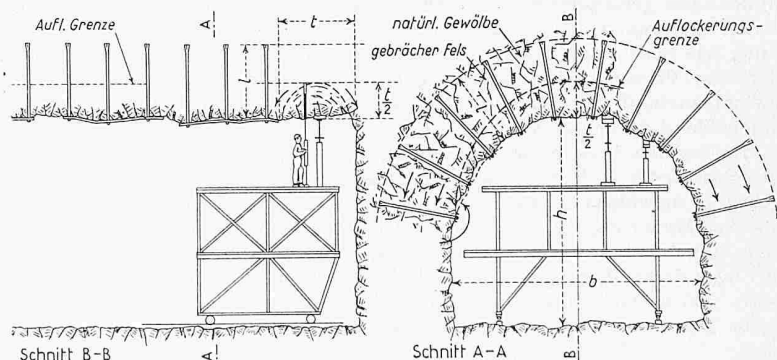 A
t
Aufl. Grenze
l
t/2
Schnitt B-B
A
B
natürl. Gewölbe
gebrächer Fels
Auflockerungs-
grenze
t/2
h
b
Schnitt A-A
B